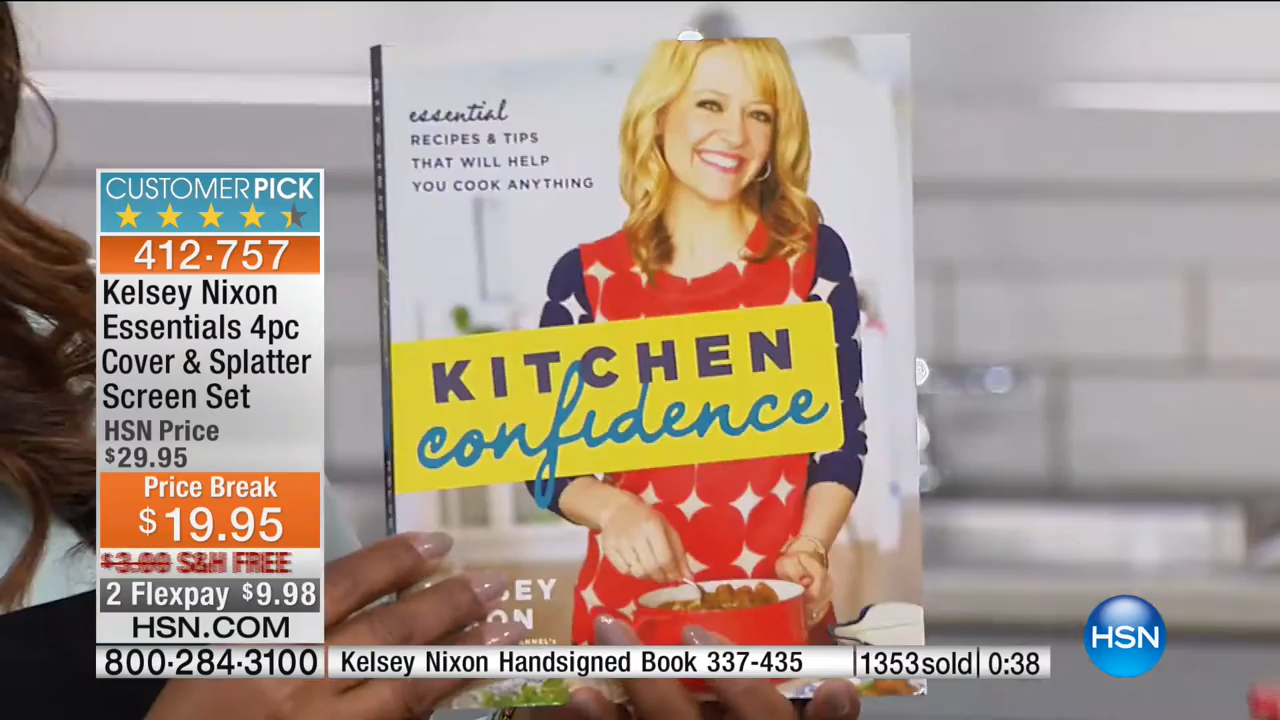 essential
RECIPES & TIPS
THAT WILL HELP
YOU COOK ANYTHING
KITCHEN
confidence
CUSTOMER PICK
412·757
Kelsey Nixon
Essentials 4pc
Cover & Splatter
Screen Set
HSN Price
$29.95
Price Break
$19.95
$3.00 S&H FREE
2 Flexpay $9.98
HSN.COM
800·284·3100
Kelsey Nixon Handsigned Book 337-435
1353 sold
0:38
HSN